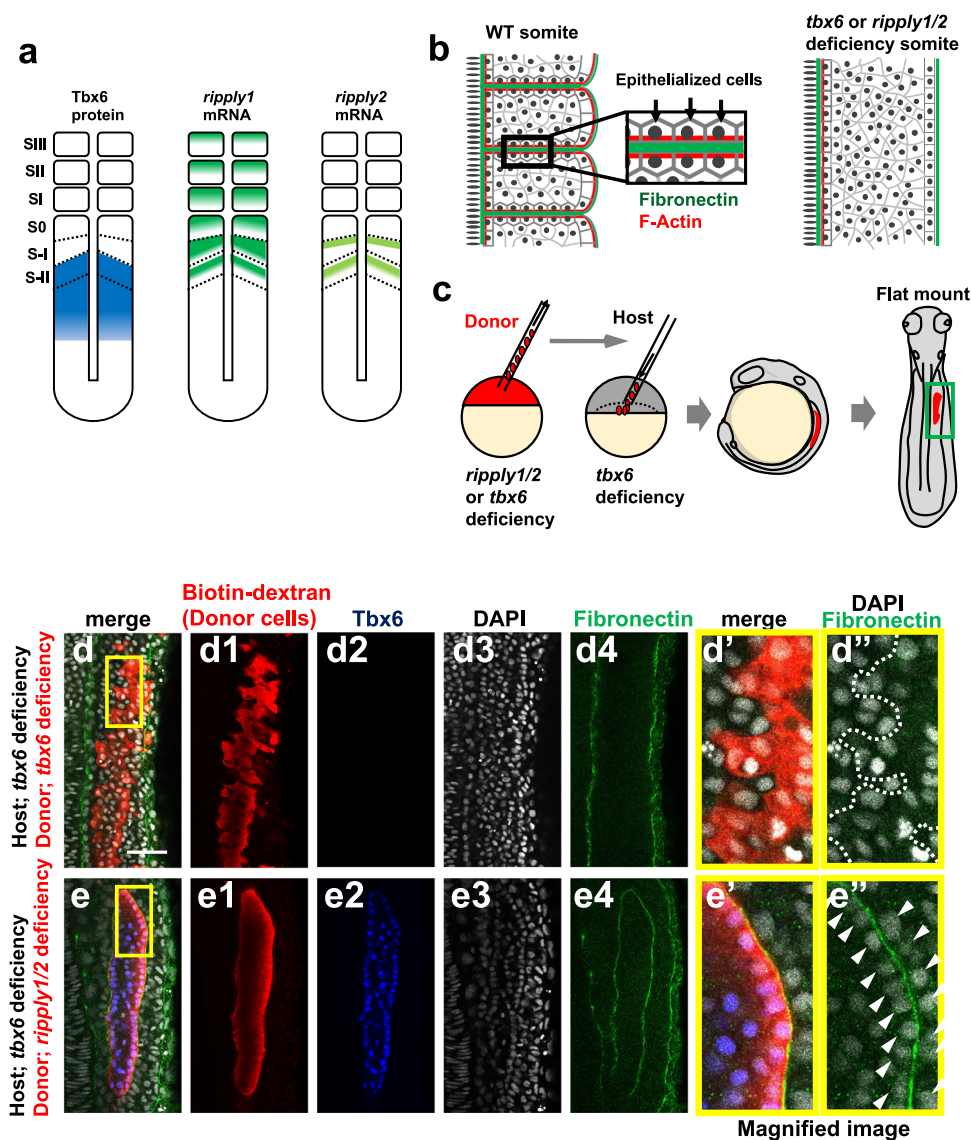 a
Tbx6
protein
ripply1
mRNA
ripply2
mRNA
SIII
SII
SI
S0
S-I
S-II
b
WT somite
Epithelialized cells
Fibronectin
F-Actin
tbx6 or ripply1/2
deficiency somite
c
Donor
Host
Flat mount
ripply1/2
or tbx6
deficiency
tbx6
deficiency
merge
Biotin-dextran
(Donor cells)
Tbx6
DAPI
Fibronectin
merge
DAPI
Fibronectin
Host; tbx6 deficiency
Donor; tbx6 deficiency
d
d1
d2
d3
d4
d'
d"
Host; tbx6 deficiency
Donor; ripply1/2 deficiency
e
e1
e2
e3
e4
e'
e"
Magnified image